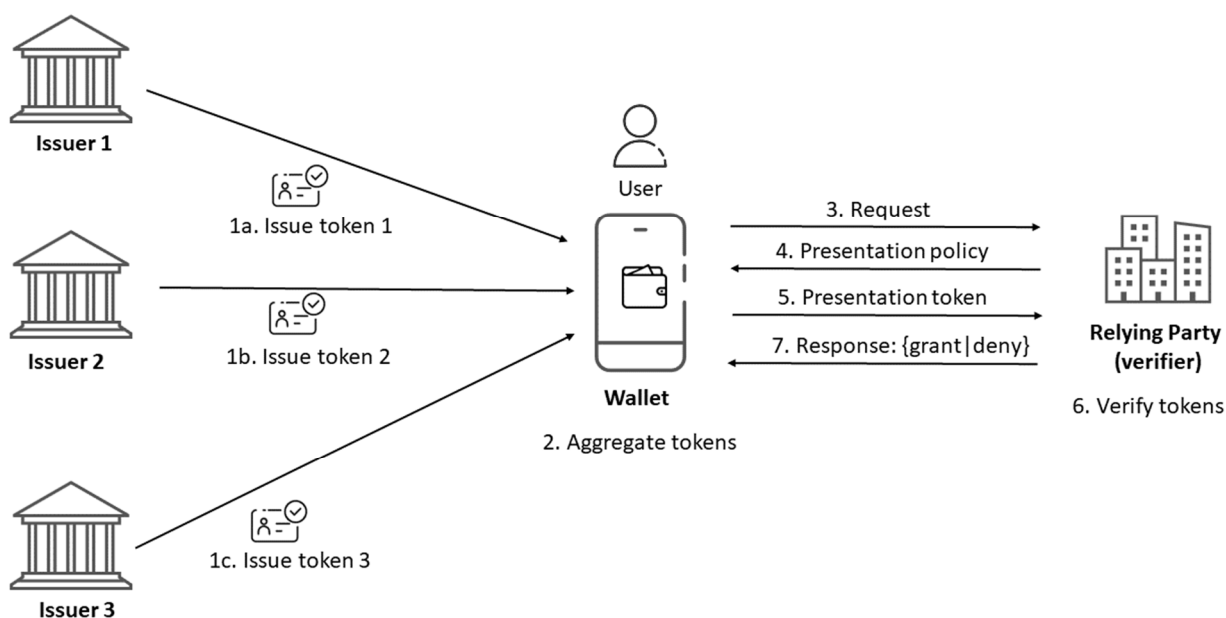 Issuer 1
1a. Issue token 1
Issuer 2
1b. Issue token 2
Issuer 3
1c. Issue token 3
User
Wallet
2. Aggregate tokens
3. Request
4. Presentation policy
5. Presentation token
7. Response: {grant|deny}
Relying Party
(verifier)
6. Verify tokens